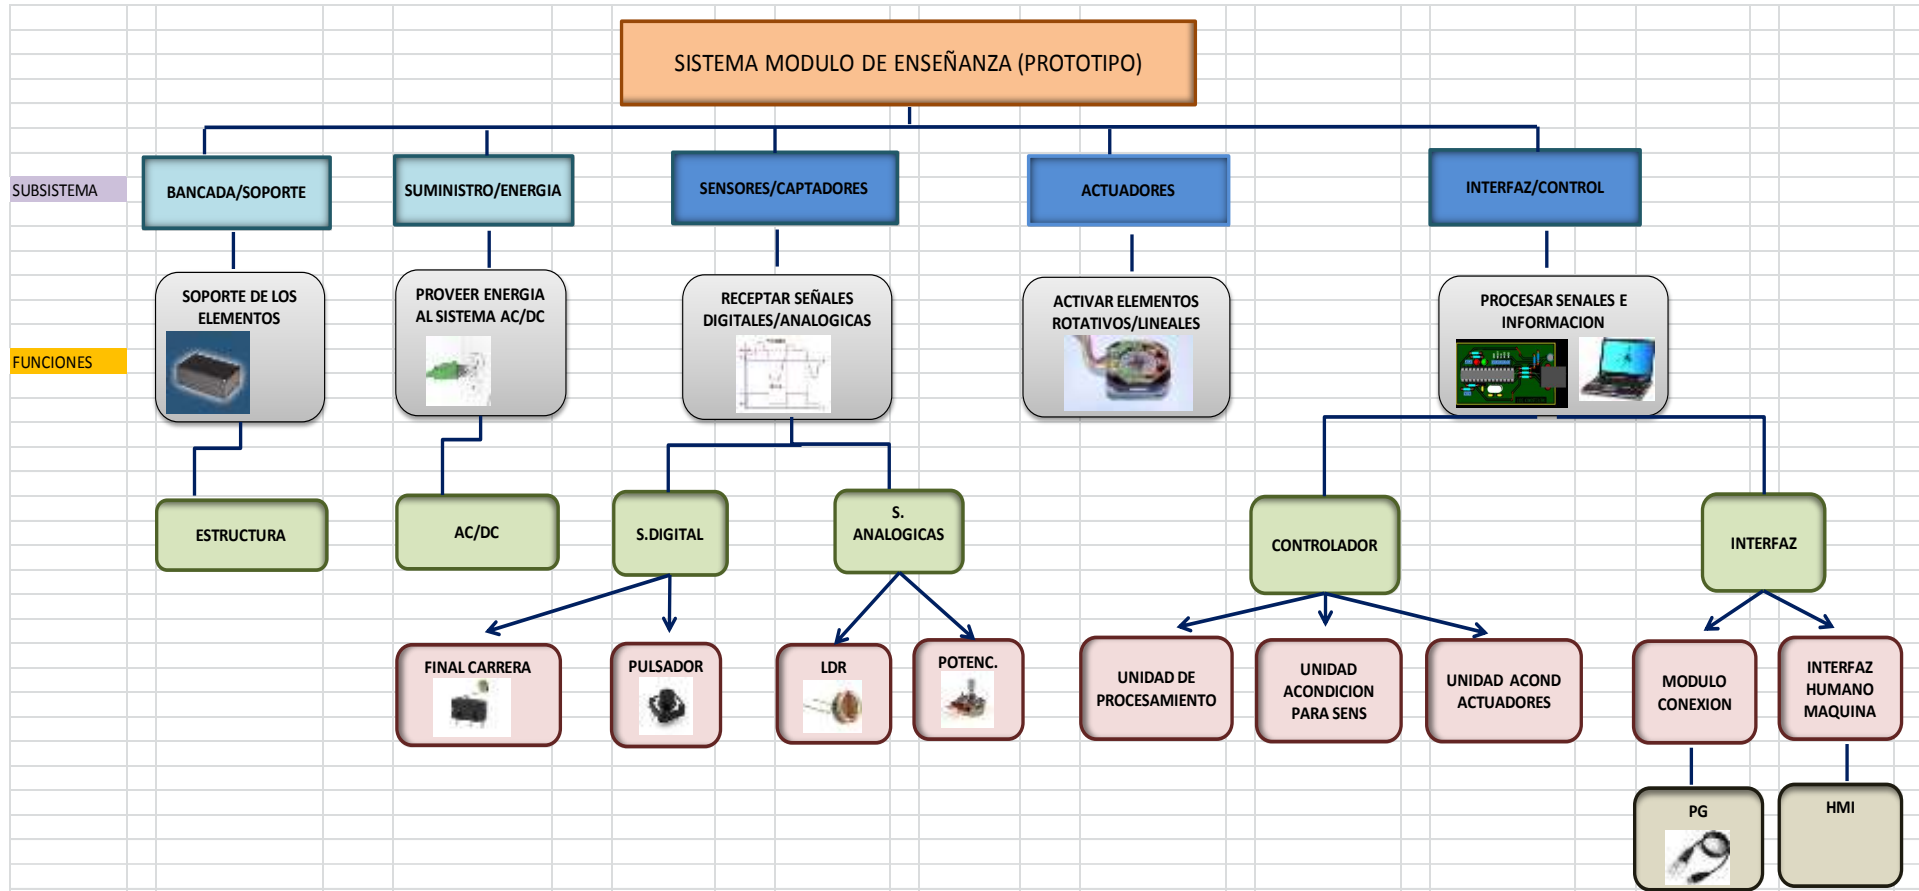 SISTEMA MODULO DE ENSEÑANZA (PROTOTIPO)
SUBSISTEMA
BANCADA/SOPORTE
SUMINISTRO/ENERGIA
SENSORES/CAPTADORES
ACTUADORES
INTERFAZ/CONTROL
FUNCIONES
SOPORTE DE LOS
ELEMENTOS
PROVEER ENERGIA
AL SISTEMA AC/DC
RECEPTAR SEÑALES
DIGITALES/ANALOGICAS
ACTIVAR ELEMENTOS
ROTATIVOS/LINEALES
PROCESAR SENALES E
INFORMACION
ESTRUCTURA
AC/DC
S.DIGITAL
S.
ANALOGICAS
CONTROLADOR
INTERFAZ
FINAL CARRERA
PULSADOR
LDR
POTENC.
UNIDAD DE
PROCESAMIENTO
UNIDAD
ACONDICION
PARA SENS
UNIDAD ACOND
ACTUADORES
MODULO
CONEXION
INTERFAZ
HUMANO
MAQUINA
PG
HMI